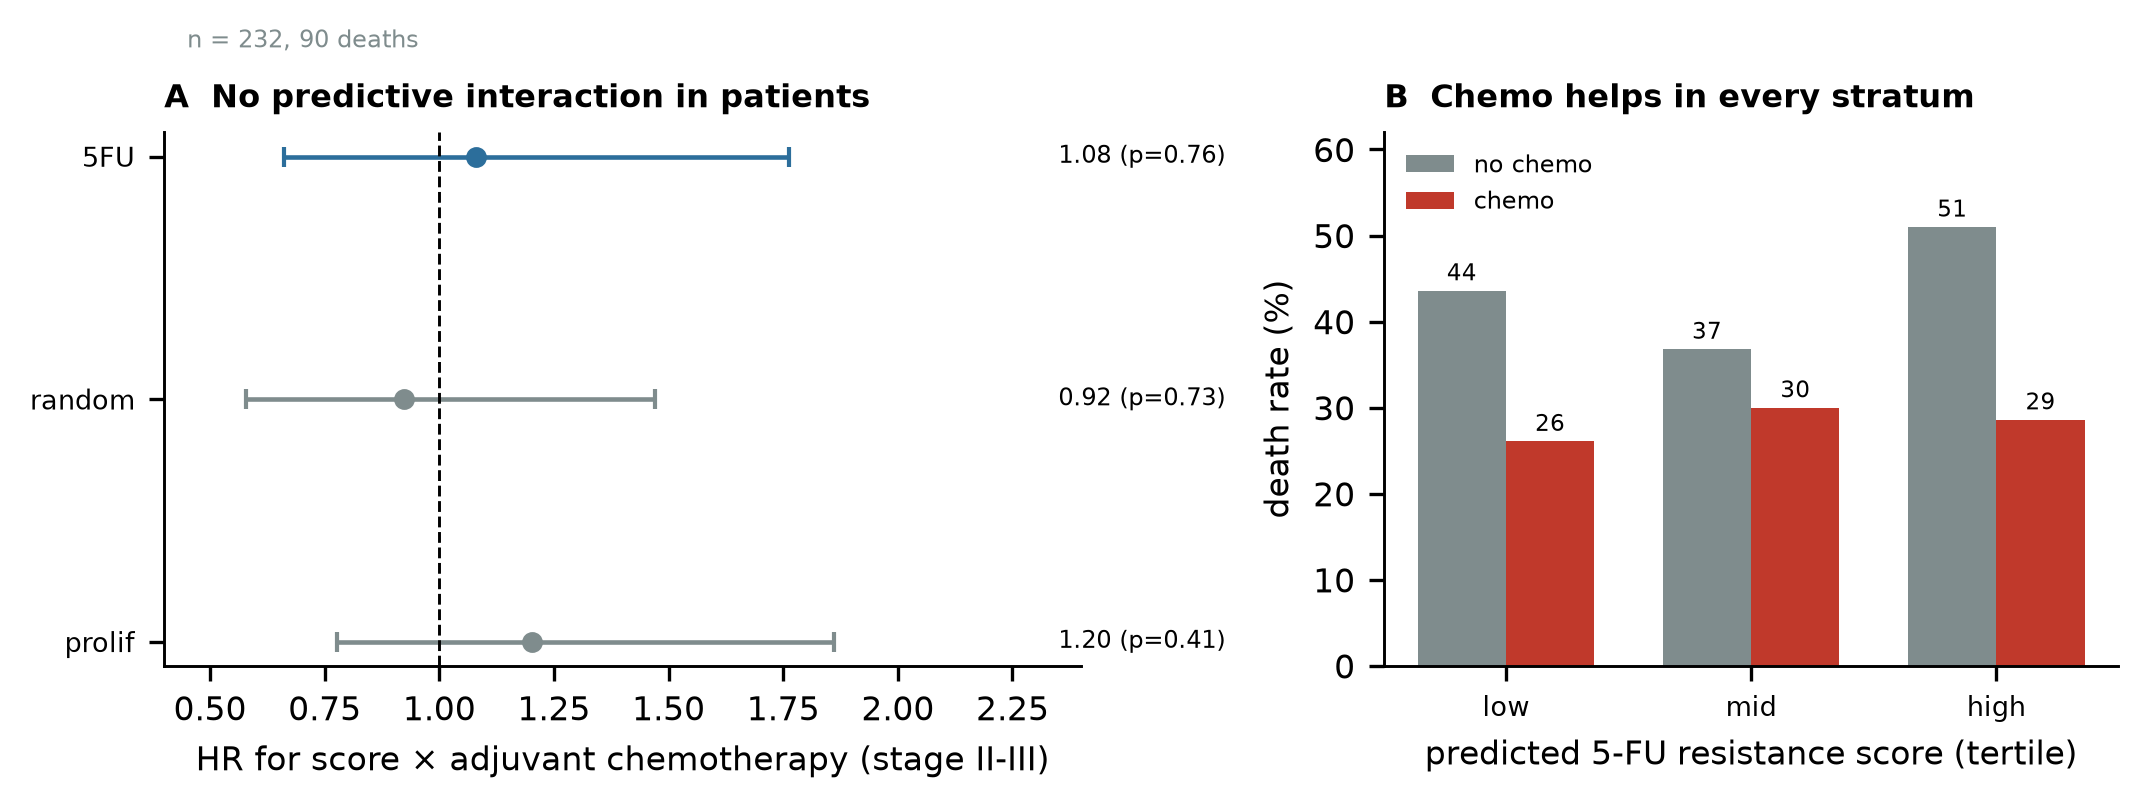 n = 232, 90 deaths
A No predictive interaction in patients
5FU
random
prolif
1.08 (p=0.76)
0.92 (p=0.73)
1.20 (p=0.41)
0.50 0.75 1.00 1.25 1.50 1.75 2.00 2.25
HR for score × adjuvant chemotherapy (stage II-III)
B Chemo helps in every stratum
no chemo
chemo
60
50
40
30
20
10
0
death rate (%)
44
26
37
30
51
29
low mid high
predicted 5-FU resistance score (tertile)